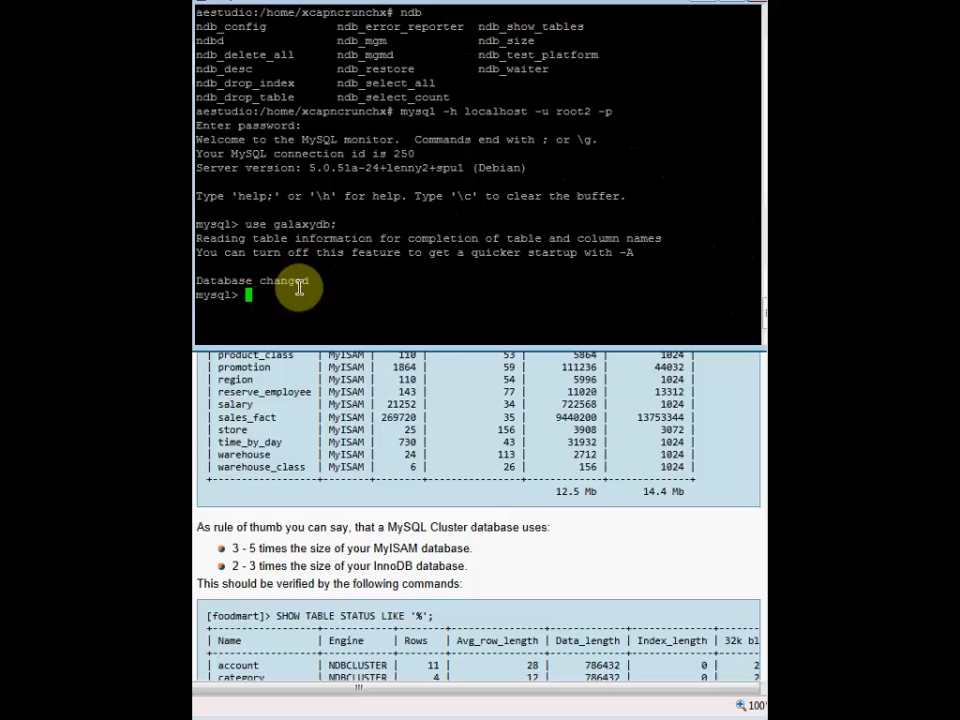 aestudio:/home/xcapncrunchx# ndb
ndb_config ndb_error_reporter ndb_show_tables
ndbd ndb_mgm ndb_size
ndb_delete_all ndb_mgmd ndb_test_platform
ndb_desc ndb_restore ndb_waiter
ndb_drop_index ndb_select_all
ndb_drop_table ndb_select_count
aestudio:/home/xcapncrunchx# mysql -h localhost -u root2 -p
Enter password:
Welcome to the MySQL monitor.  Commands end with ; or \g.
Your MySQL connection id is 250
Server version: 5.0.51a-24+lenny2+spu1 (Debian)
Type 'help;' or '\h' for help. Type '\c' to clear the buffer.
mysql> use galaxydb;
Reading table information for completion of table and column names
You can turn off this feature to get a quicker startup with -A
Database changed
mysql>
| product_class | MyISAM | 110 | 53 | 5864 | 1024 |
| promotion | MyISAM | 1864 | 59 | 111236 | 44032 |
| region | MyISAM | 110 | 54 | 5996 | 1024 |
| reserve_employee | MyISAM | 143 | 77 | 11020 | 13312 |
| salary | MyISAM | 21252 | 34 | 722568 | 1024 |
| sales_fact | MyISAM | 269720 | 35 | 9440200 | 13753344 |
| store | MyISAM | 25 | 156 | 3908 | 3072 |
| time_by_day | MyISAM | 730 | 43 | 31932 | 1024 |
| warehouse | MyISAM | 24 | 113 | 2712 | 1024 |
| warehouse_class | MyISAM | 6 | 26 | 156 | 1024 |
12.5 Mb 14.4 Mb
As rule of thumb you can say, that a MySQL Cluster database uses:
3 - 5 times the size of your MyISAM database.
2 - 3 times the size of your InnoDB database.
This should be verified by the following commands:
[foodmart]> SHOW TABLE STATUS LIKE '%';
| Name | Engine | Rows | Avg_row_length | Data_length | Index_length | 32k bl
| account | NDBCLUSTER | 11 | 28 | 786432 | 0 | 2
| category | NDBCLUSTER | 4 | 12 | 786432 | 0 | 2
100%